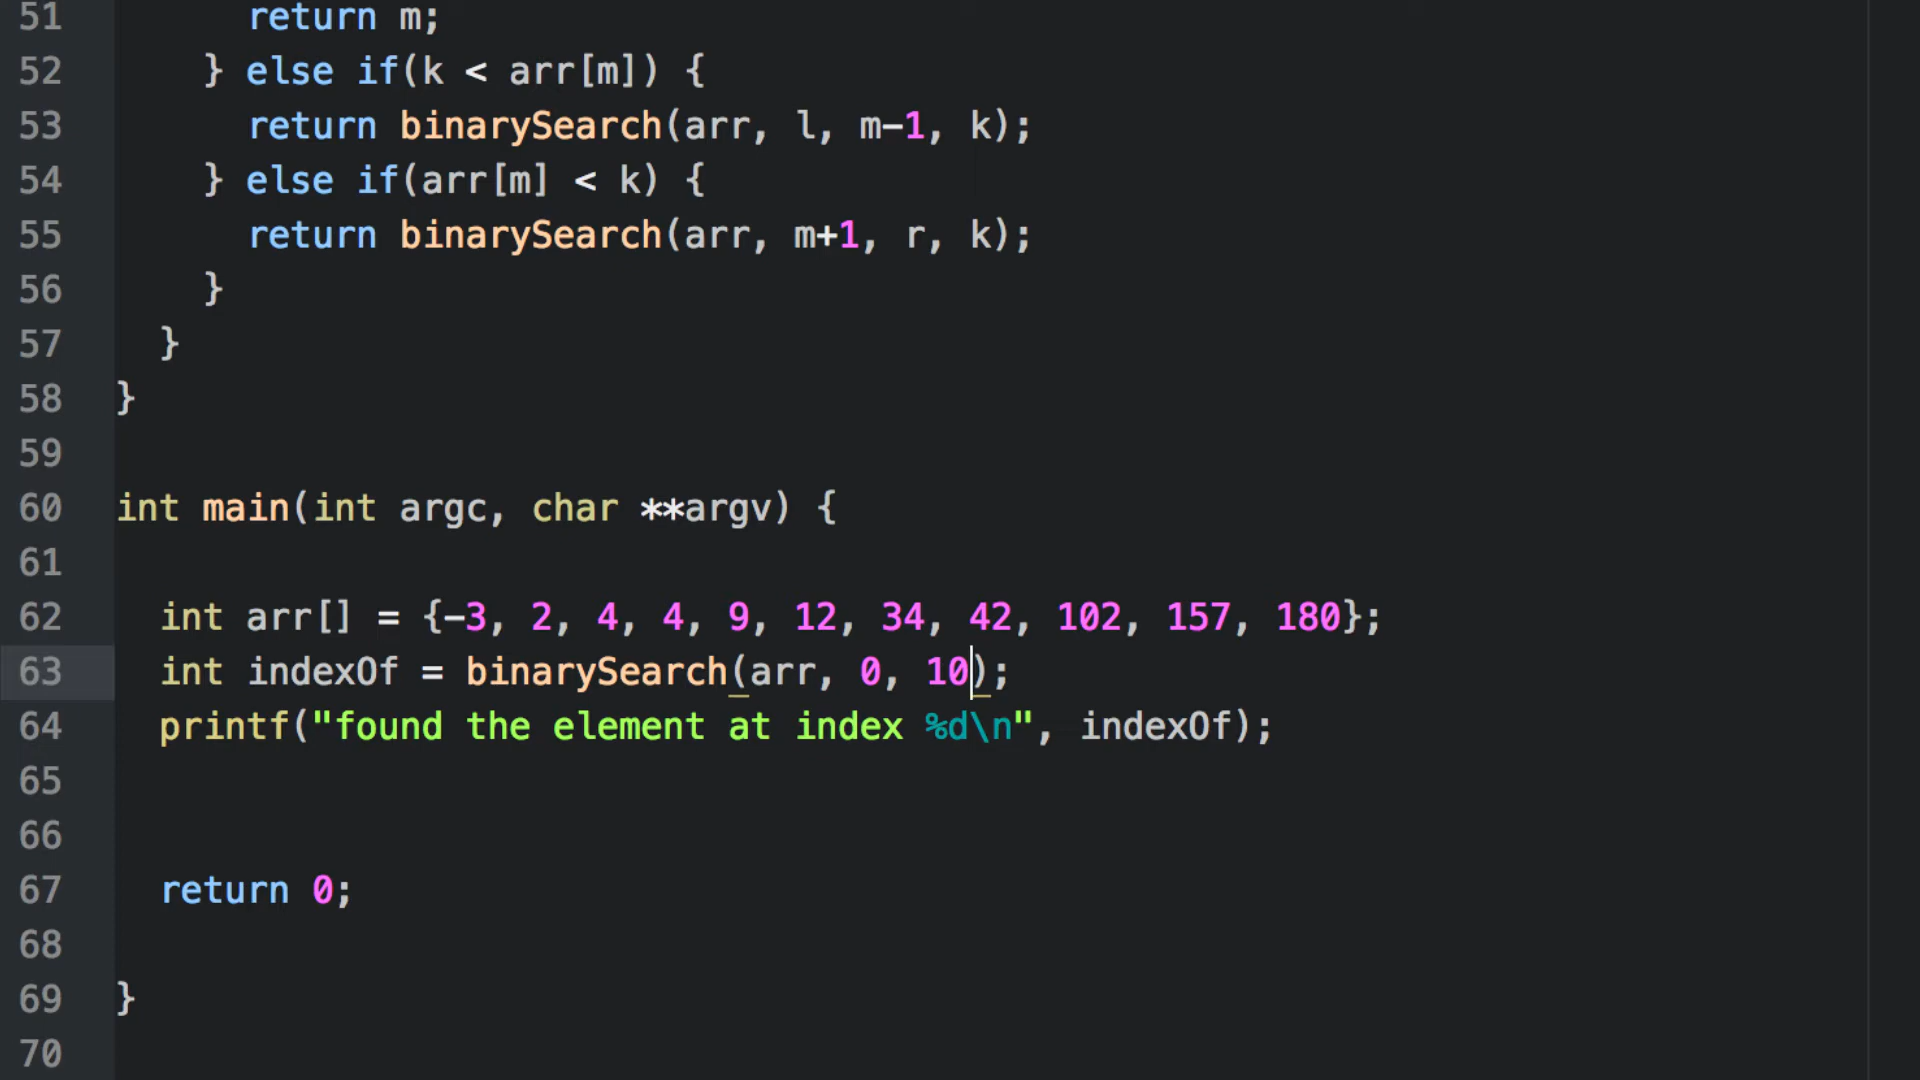 51 return m;
52 } else if(k < arr[m]) {
53 return binarySearch(arr, l, m-1, k);
54 } else if(arr[m] < k) {
55 return binarySearch(arr, m+1, r, k);
56 }
57 }
58 }
59
60 int main(int argc, char **argv) {
61
62 int arr[] = {-3, 2, 4, 4, 9, 12, 34, 42, 102, 157, 180};
63 int indexOf = binarySearch(arr, 0, 10);
64 printf("found the element at index %d\n", indexOf);
65
66
67 return 0;
68
69 }
70